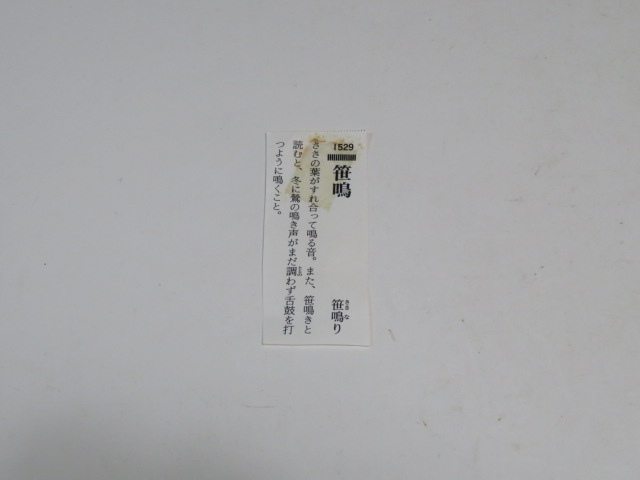 1529
笹鳴 笹鳴り
ささの葉がすれ合って鳴る音。また、笹鳴きと
読むと、冬に鶯の鳴き声がまだ調わず舌鼓を打
つように鳴くこと。